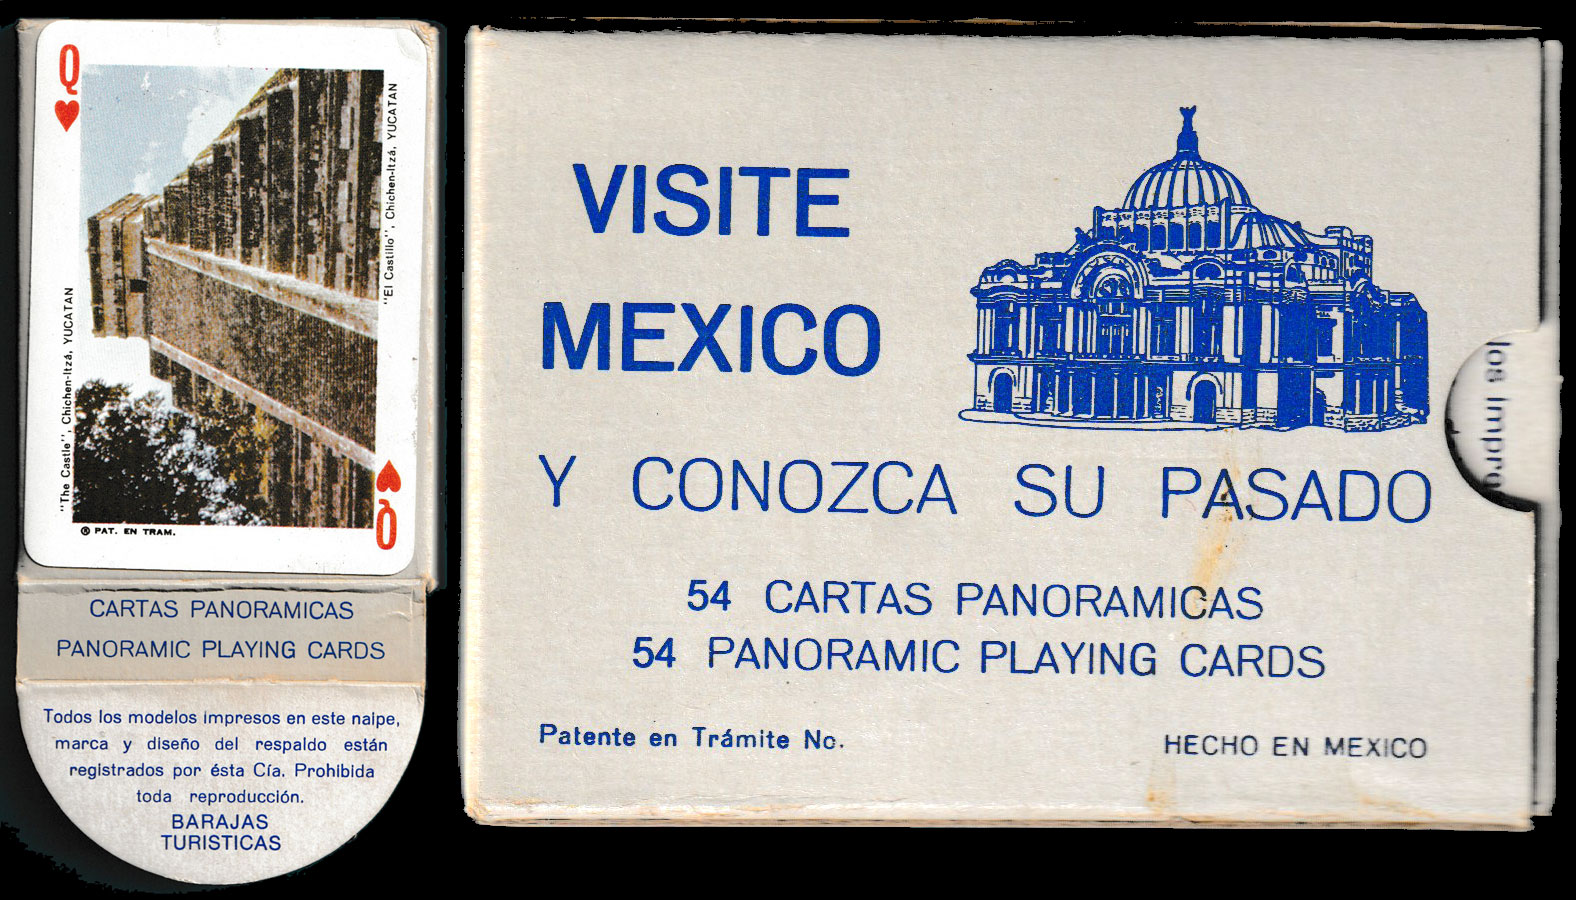 Q
"El Castillo", Chichen-Itzá, YUCATAN
"The Castle", Chichen-Itzá, YUCATAN
® PAT. EN TRAM.
Q
CARTAS PANORAMICAS
PANORAMIC PLAYING CARDS
Todos los modelos impresos en este naipe,
marca y diseño del respaldo están
registrados por ésta Cía. Prohibida
toda reproducción.
BARAJAS
TURISTICAS
VISITE
MEXICO
Y CONOZCA SU PASADO
54 CARTAS PANORAMICAS
54 PANORAMIC PLAYING CARDS
Patente en Trámite No.
HECHO EN MEXICO
los impre